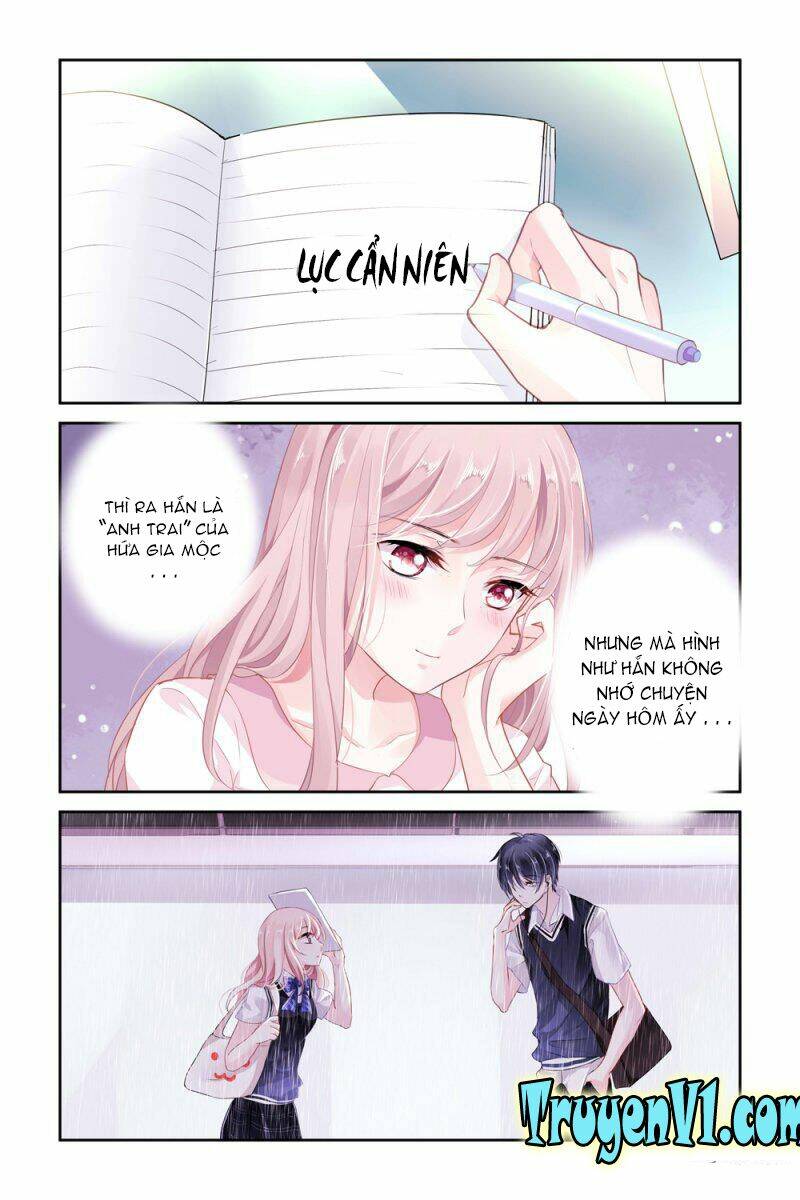 LỤC CẨN NIÊN
THÌ RA HẮN LÀ
"ANH TRAI" CỦA
HỨA GIA MỘC
...
NHƯNG MÀ HÌNH
NHƯ HẮN KHÔNG
NHỚ CHUYỆN
NGÀY HÔM ẤY ...
TruyenV1.com